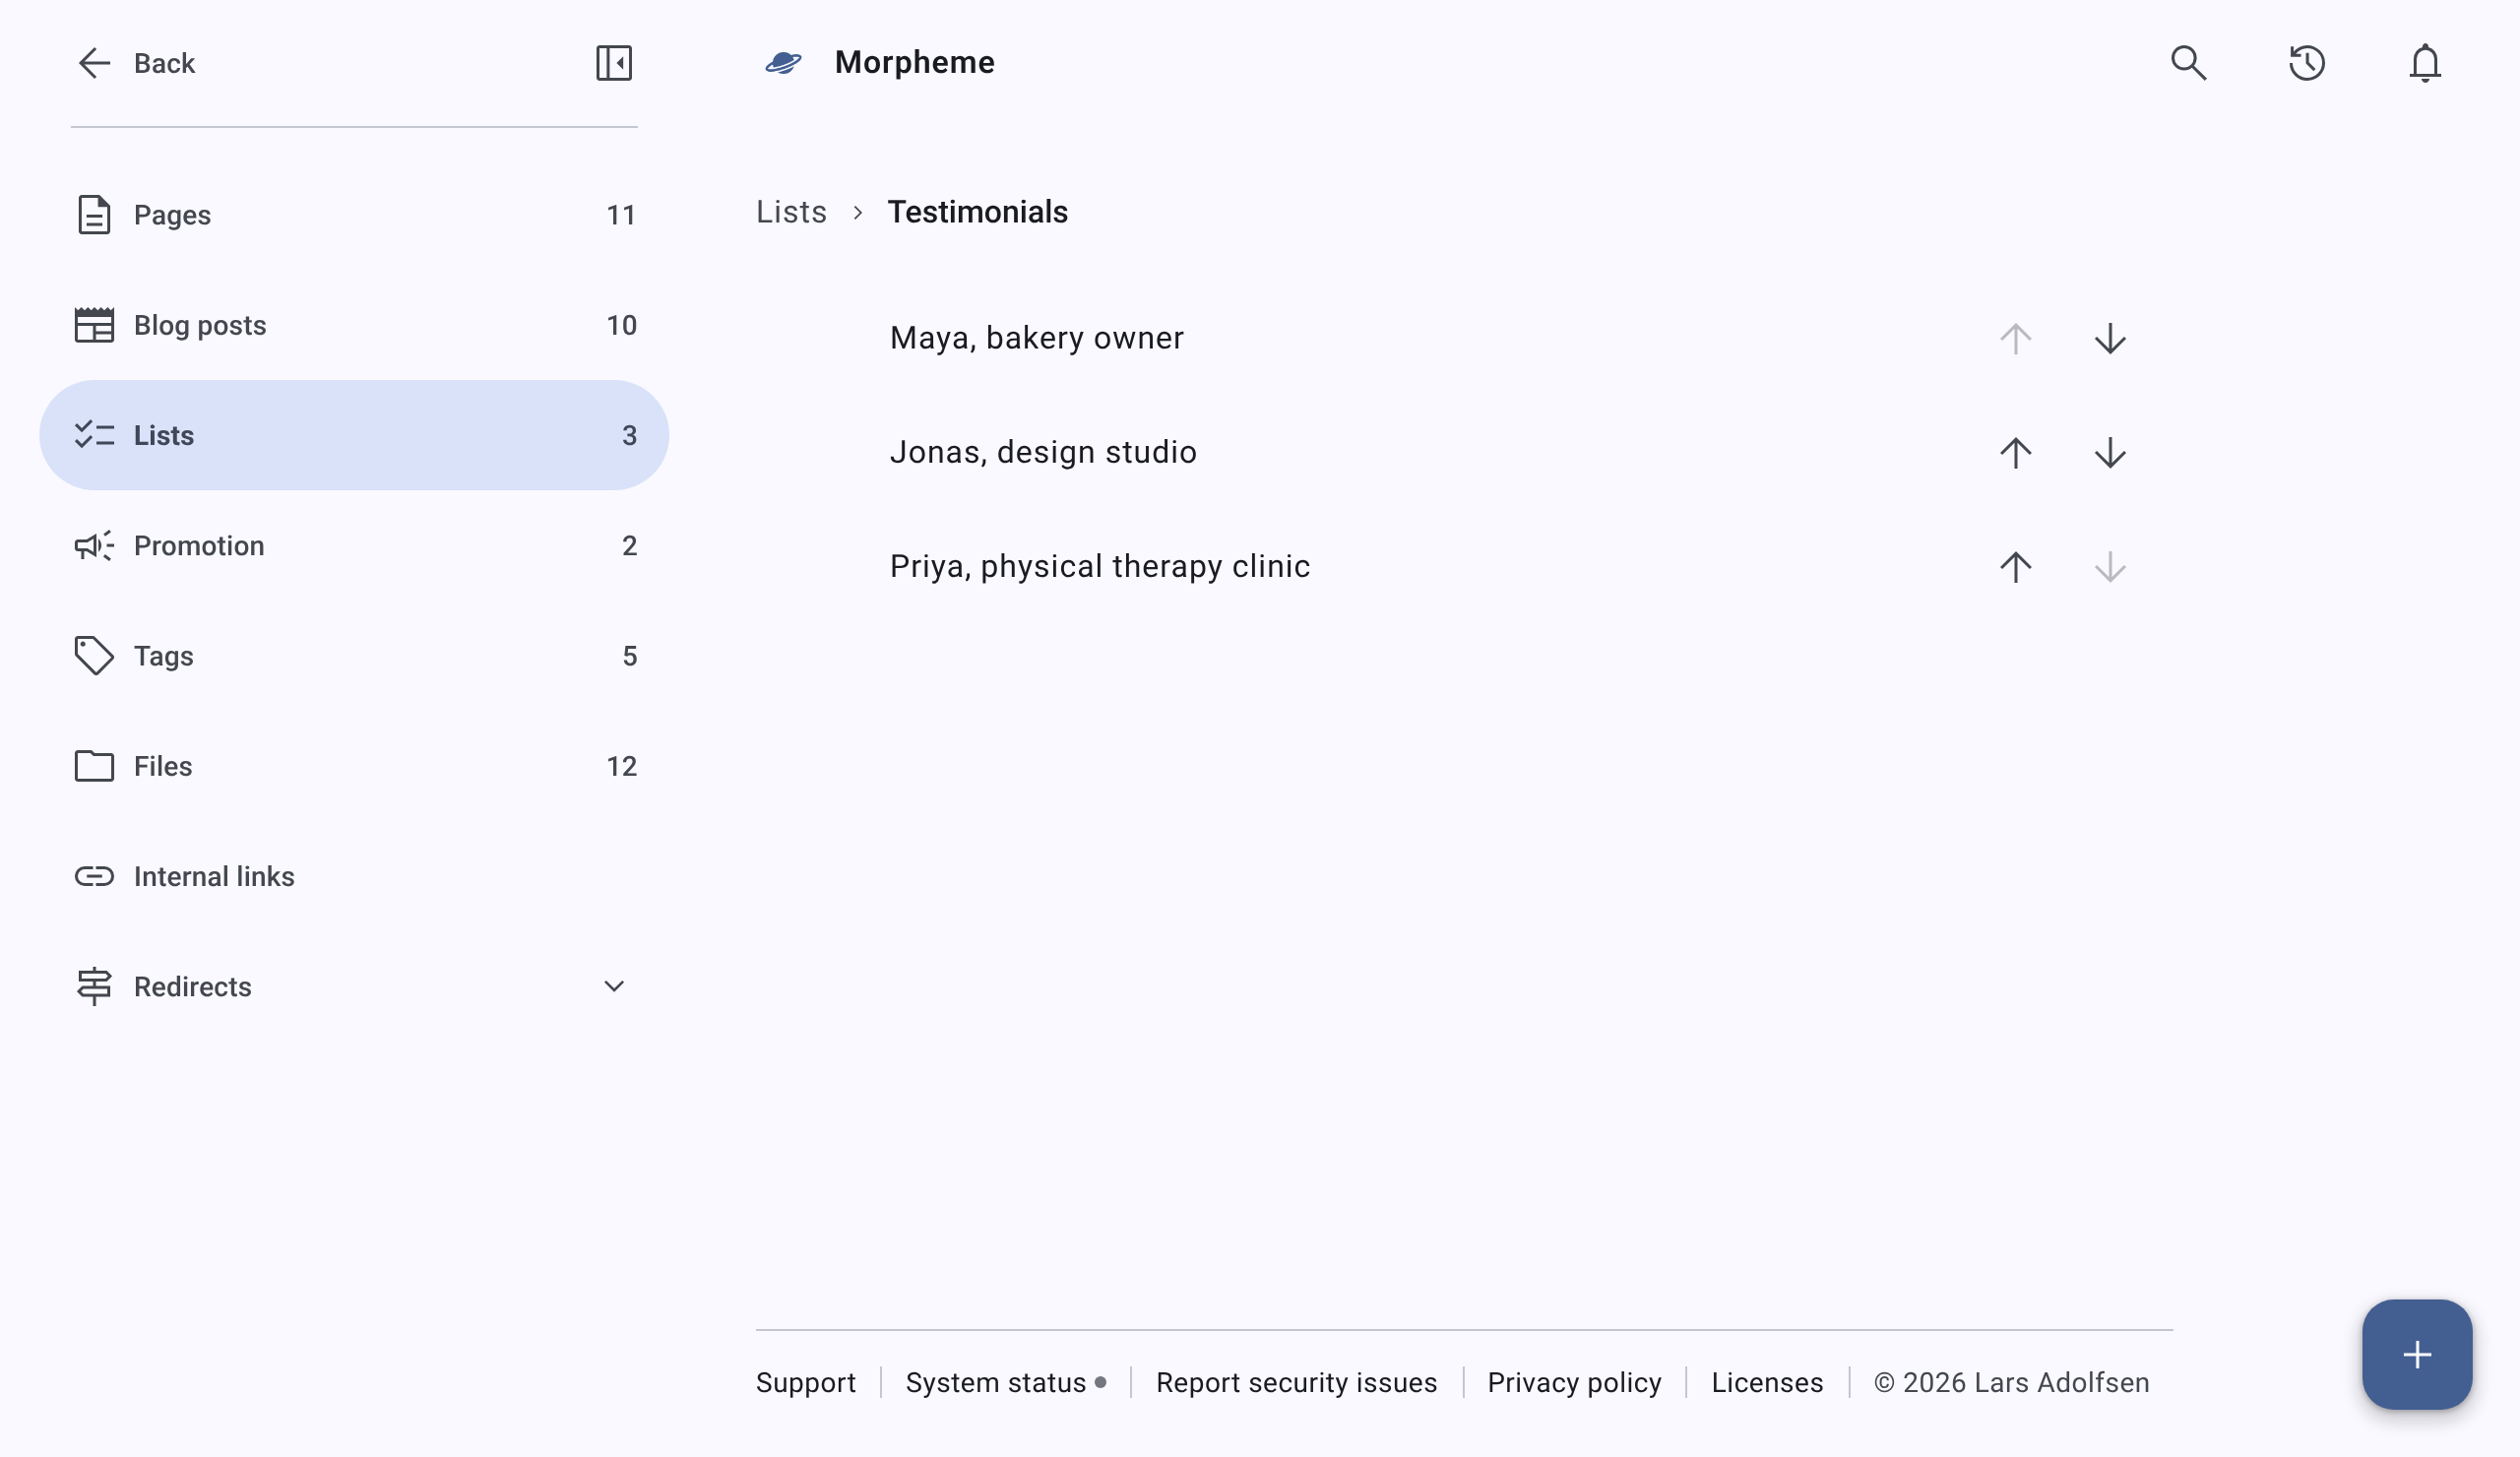 Back
Morpheme
Pages 11
Blog posts 10
Lists 3
Promotion 2
Tags 5
Files 12
Internal links
Redirects
Lists › Testimonials
Maya, bakery owner
Jonas, design studio
Priya, physical therapy clinic
Support System status Report security issues Privacy policy Licenses © 2026 Lars Adolfsen